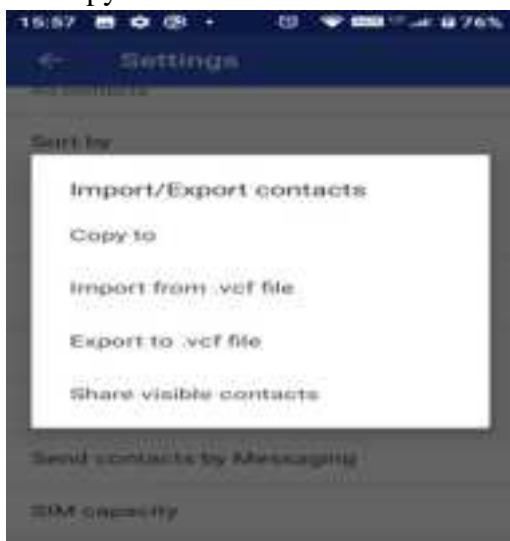 15:57 76%
Settings
Sort by
Import/Export contacts
Copy to
Import from .vcf file
Export to .vcf file
Share visible contacts
Send contacts by Messaging
SIM capacity